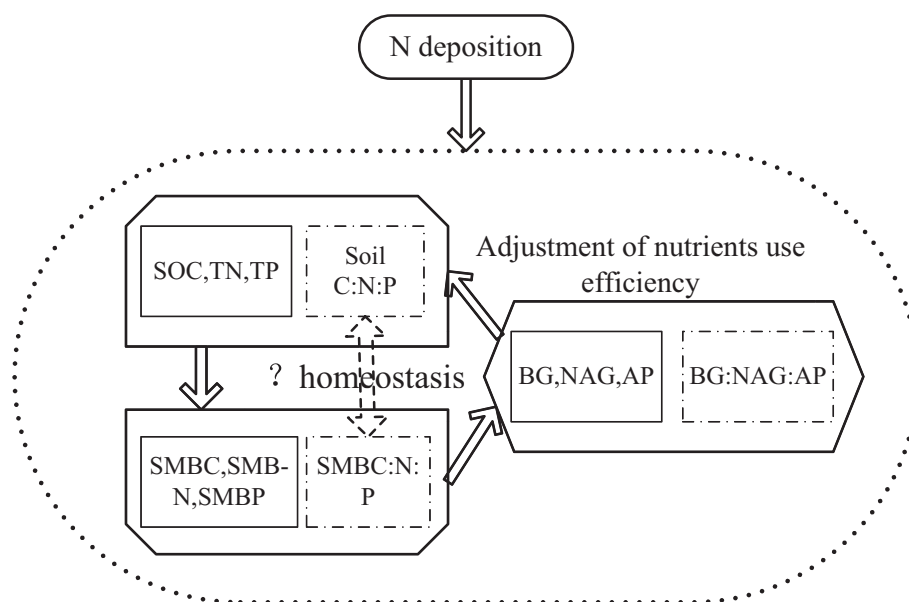 N deposition
Adjustment of nutrients use
efficiency
SOC,TN,TP
Soil
C:N:P
? homeostasis
BG,NAG,AP
BG:NAG:AP
SMBC,SMB-
N,SMBP
SMBC:N:
P